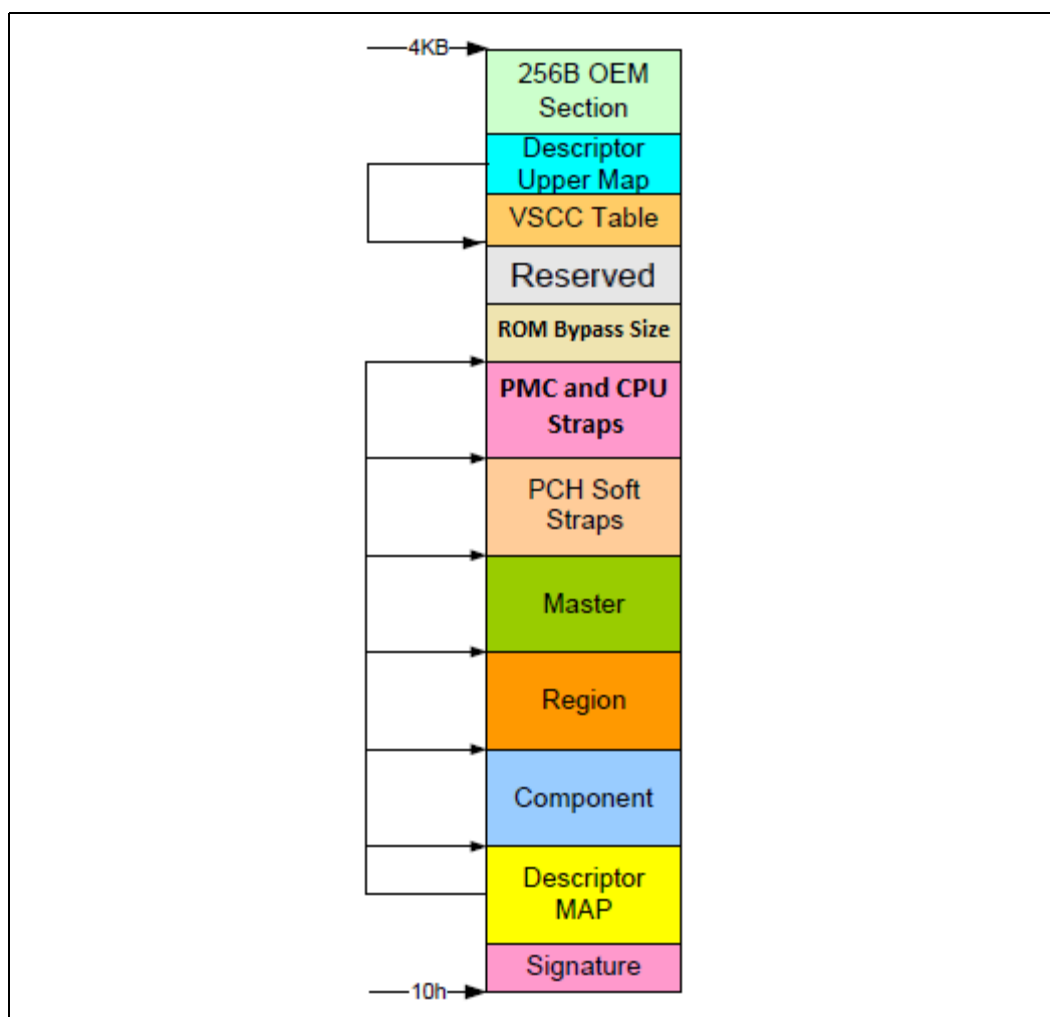 4KB
256B OEM
Section
Descriptor
Upper Map
VSCC Table
Reserved
ROM Bypass Size
PMC and CPU
Straps
PCH Soft
Straps
Master
Region
Component
Descriptor
MAP
Signature
10h